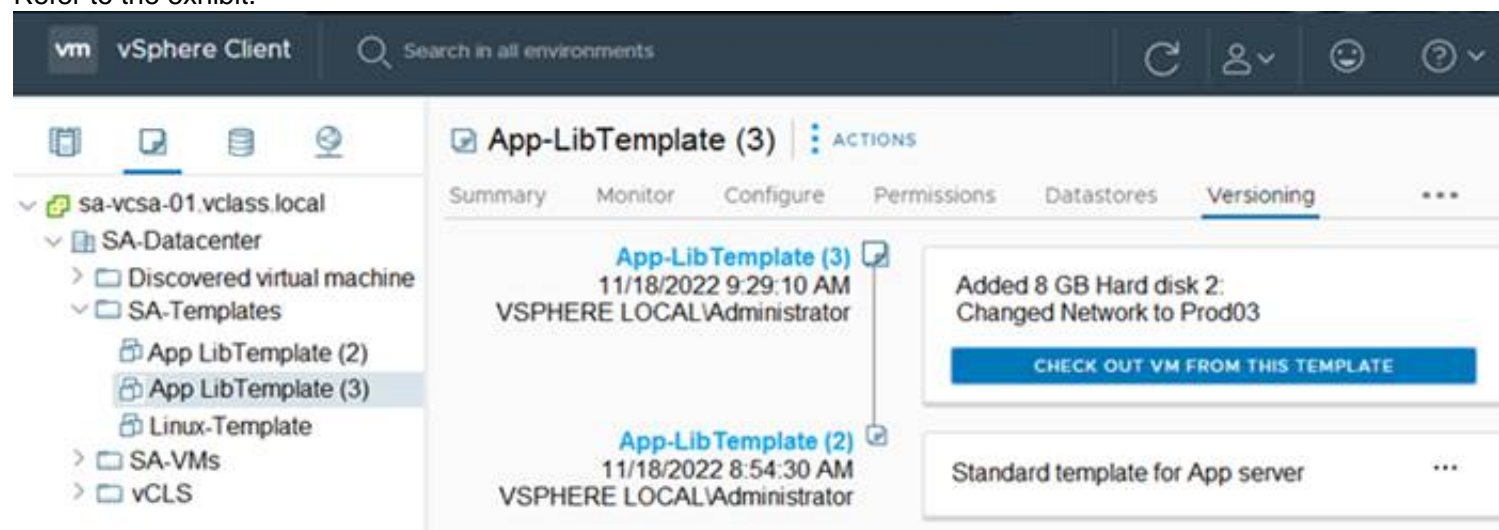 Refer to the exhibit.
vm vSphere Client Search in all environments
App-LibTemplate (3) ACTIONS
Summary Monitor Configure Permissions Datastores Versioning ...
sa-vcsa-01.vclass.local
SA-Datacenter
Discovered virtual machine
SA-Templates
App LibTemplate (2)
App LibTemplate (3)
Linux-Template
SA-VMs
vCLS
App-LibTemplate (3)
11/18/2022 9:29:10 AM
VSPHERE LOCAL\Administrator
Added 8 GB Hard disk 2:
Changed Network to Prod03
CHECK OUT VM FROM THIS TEMPLATE
App-LibTemplate (2)
11/18/2022 8:54:30 AM
VSPHERE LOCAL\Administrator
Standard template for App server ...